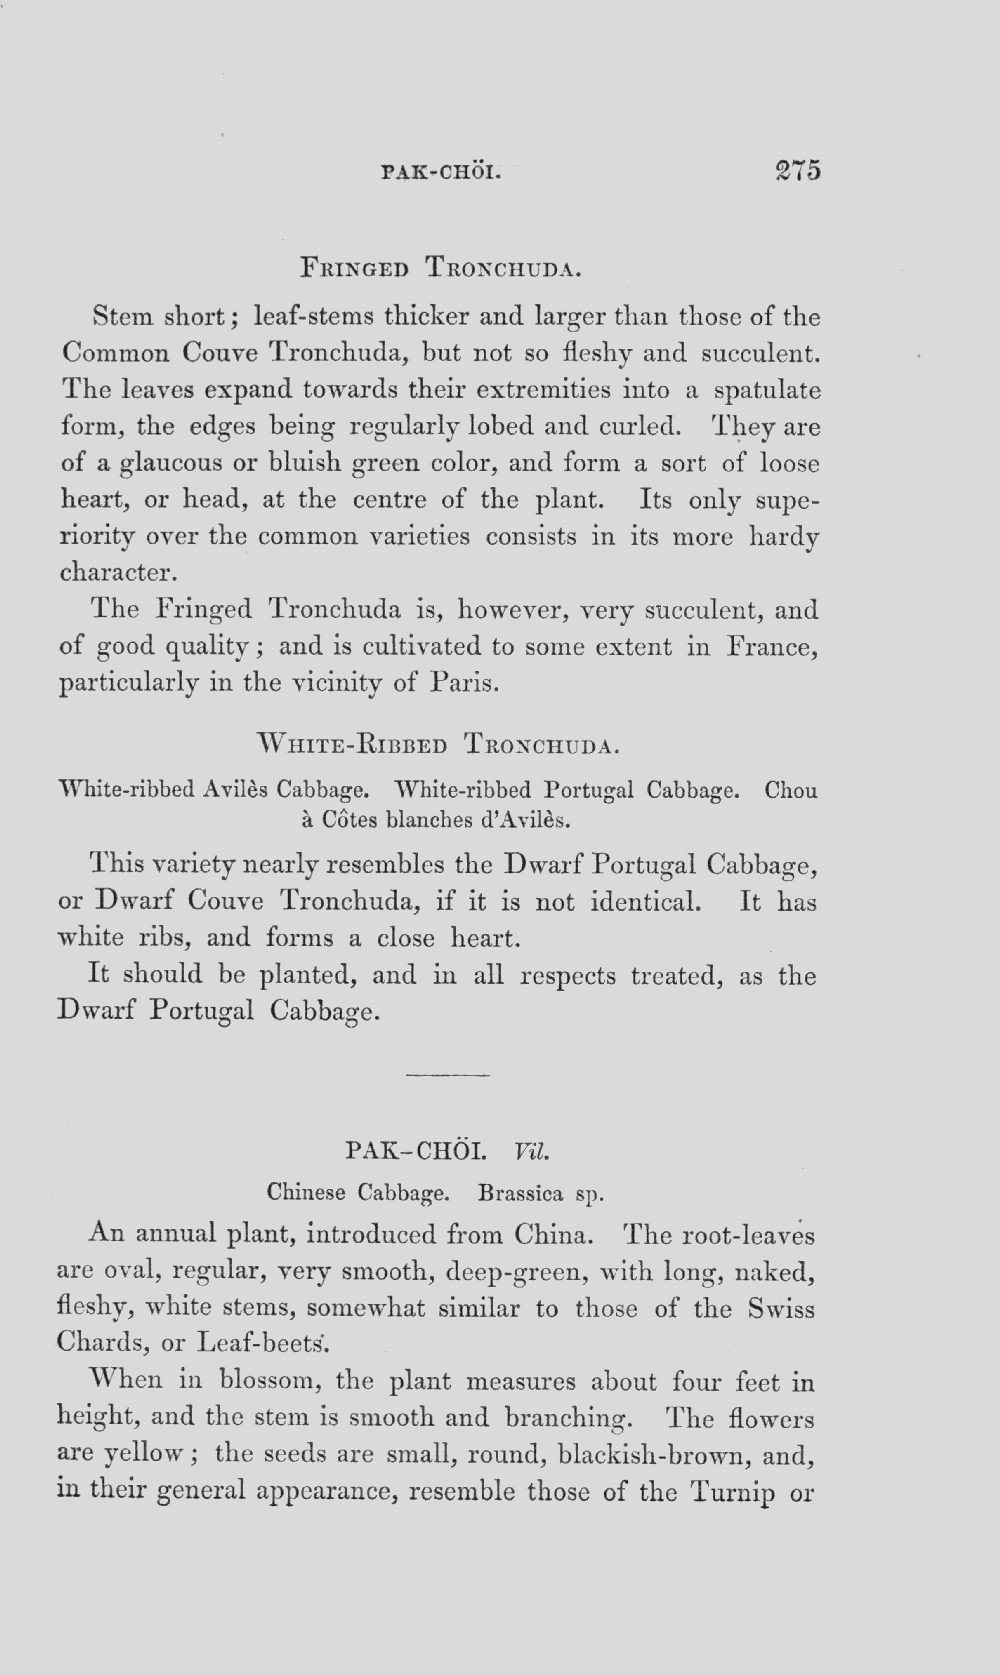 PAK-CHÖI. 275
FRINGED TRONCHUDA.
Stem short; leaf-stems thicker and larger than those of the
Common Couve Tronchuda, but not so fleshy and succulent.
The leaves expand towards their extremities into a spatulate
form, the edges being regularly lobed and curled. They are
of a glaucous or bluish green color, and form a sort of loose
heart, or head, at the centre of the plant. Its only supe-
riority over the common varieties consists in its more hardy
character.
The Fringed Tronchuda is, however, very succulent, and
of good quality; and is cultivated to some extent in France,
particularly in the vicinity of Paris.
WHITE-RIBBED TRONCHUDA.
White-ribbed Avilès Cabbage. White-ribbed Portugal Cabbage. Chou
à Côtes blanches d'Avilès.
This variety nearly resembles the Dwarf Portugal Cabbage,
or Dwarf Couve Tronchuda, if it is not identical. It has
white ribs, and forms a close heart.
It should be planted, and in all respects treated, as the
Dwarf Portugal Cabbage.
PAK-CHÖI. Vil.
Chinese Cabbage. Brassica sp.
An annual plant, introduced from China. The root-leaves
are oval, regular, very smooth, deep-green, with long, naked,
fleshy, white stems, somewhat similar to those of the Swiss
Chards, or Leaf-beets.
When in blossom, the plant measures about four feet in
height, and the stem is smooth and branching. The flowers
are yellow; the seeds are small, round, blackish-brown, and,
in their general appearance, resemble those of the Turnip or